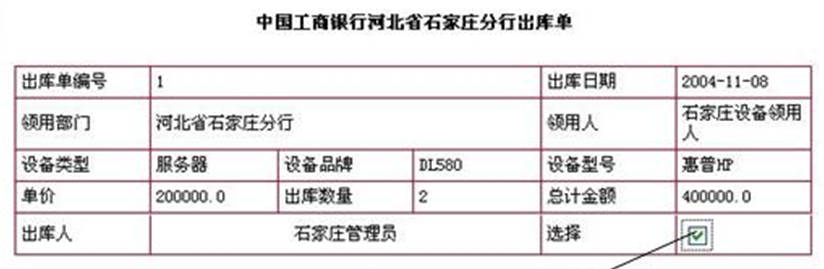 中国工商银行河北省石家庄分行出库单
出库单编号 1 出库日期 2004-11-08
领用部门 河北省石家庄分行 领用人 石家庄设备领用
人
设备类型 服务器 设备品牌 DL580 设备型号 惠普HP
单价 200000.0 出库数量 2 总计金额 400000.0
出库人 石家庄管理员 选择